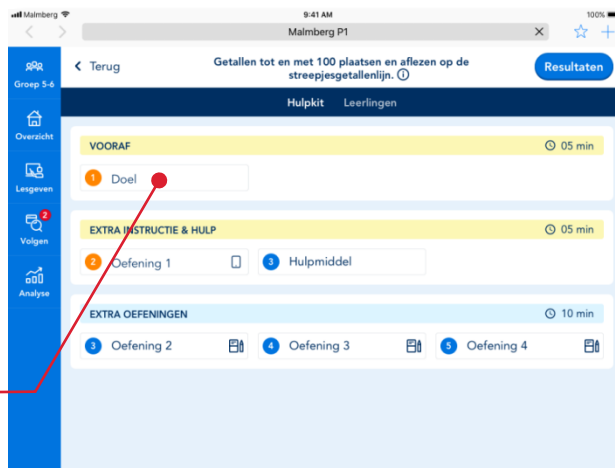 Malmberg 9:41 AM 100%
Malmberg P1
Groep 5-6
Terug
Getallen tot en met 100 plaatsen en aflezen op de
streepjesgetallenlijn.
Resultaten
Hulpkit Leerlingen
Overzicht
Lesgeven
2
Volgen
Analyse
VOORAF 05 min
1 Doel
EXTRA INSTRUCTIE & HULP 05 min
2 Oefening 1 3 Hulpmiddel
EXTRA OEFENINGEN 10 min
3 Oefening 2 4 Oefening 3 5 Oefening 4